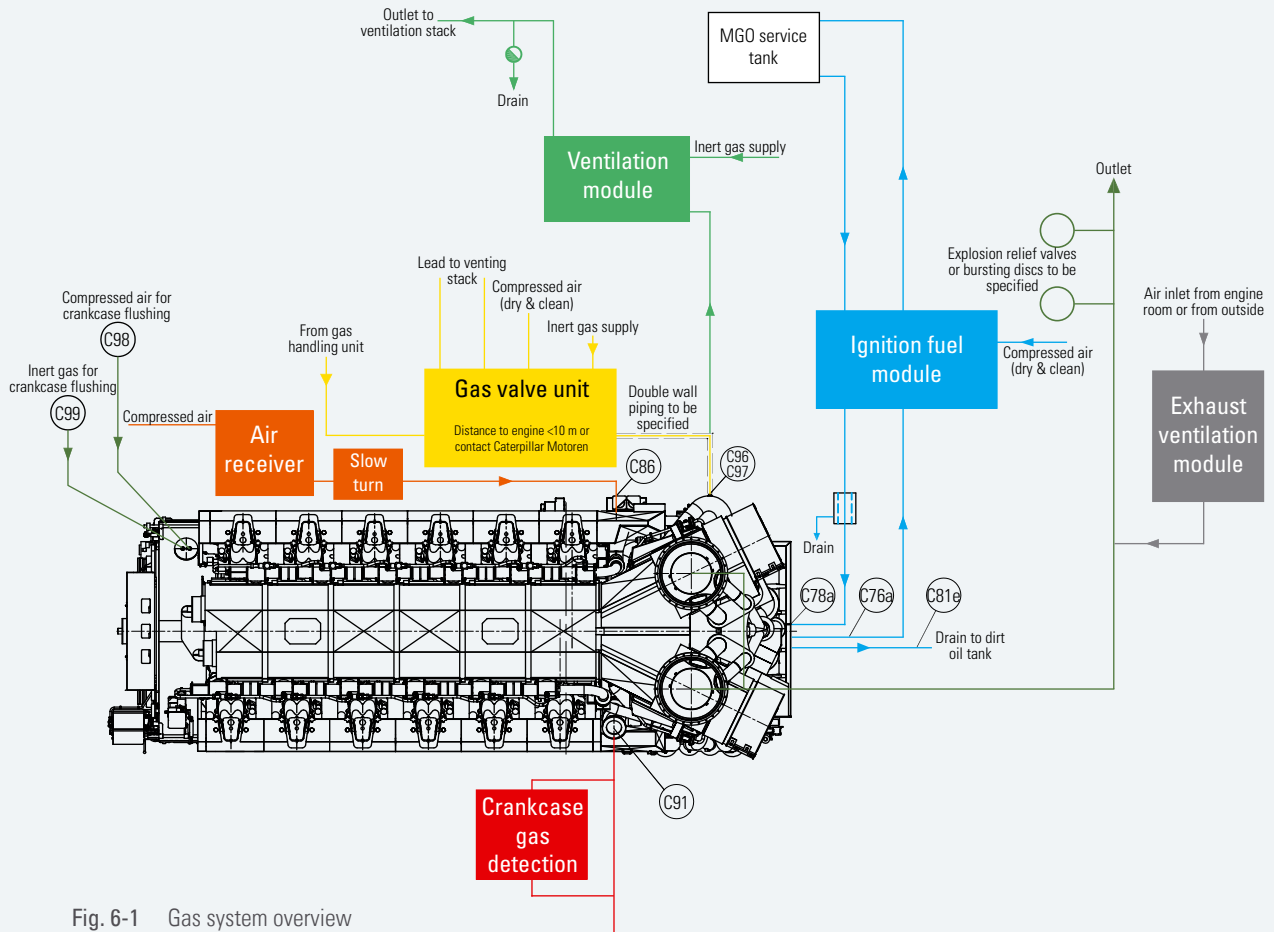 Outlet to
ventilation stack
Drain
MGO service
tank
Ventilation
module
Inert gas supply
Outlet
Explosion relief valves
or bursting discs to be
specified
Air inlet from engine
room or from outside
Lead to venting
stack
Compressed air
(dry & clean)
Compressed air for
crankcase flushing
C98
From gas
handling unit
Inert gas supply
Ignition fuel
module
Compressed air
(dry & clean)
Inert gas for
crankcase flushing
C99
Gas valve unit
Distance to engine <10 m or
contact Caterpillar Motoren
Double wall
piping to be
specified
Exhaust
ventilation
module
Compressed air
Air
receiver
Slow
turn
C86
C96
C97
Drain
C78a
C76a
C81e
Drain to dirt
oil tank
C91
Crankcase
gas
detection
Fig. 6-1 Gas system overview